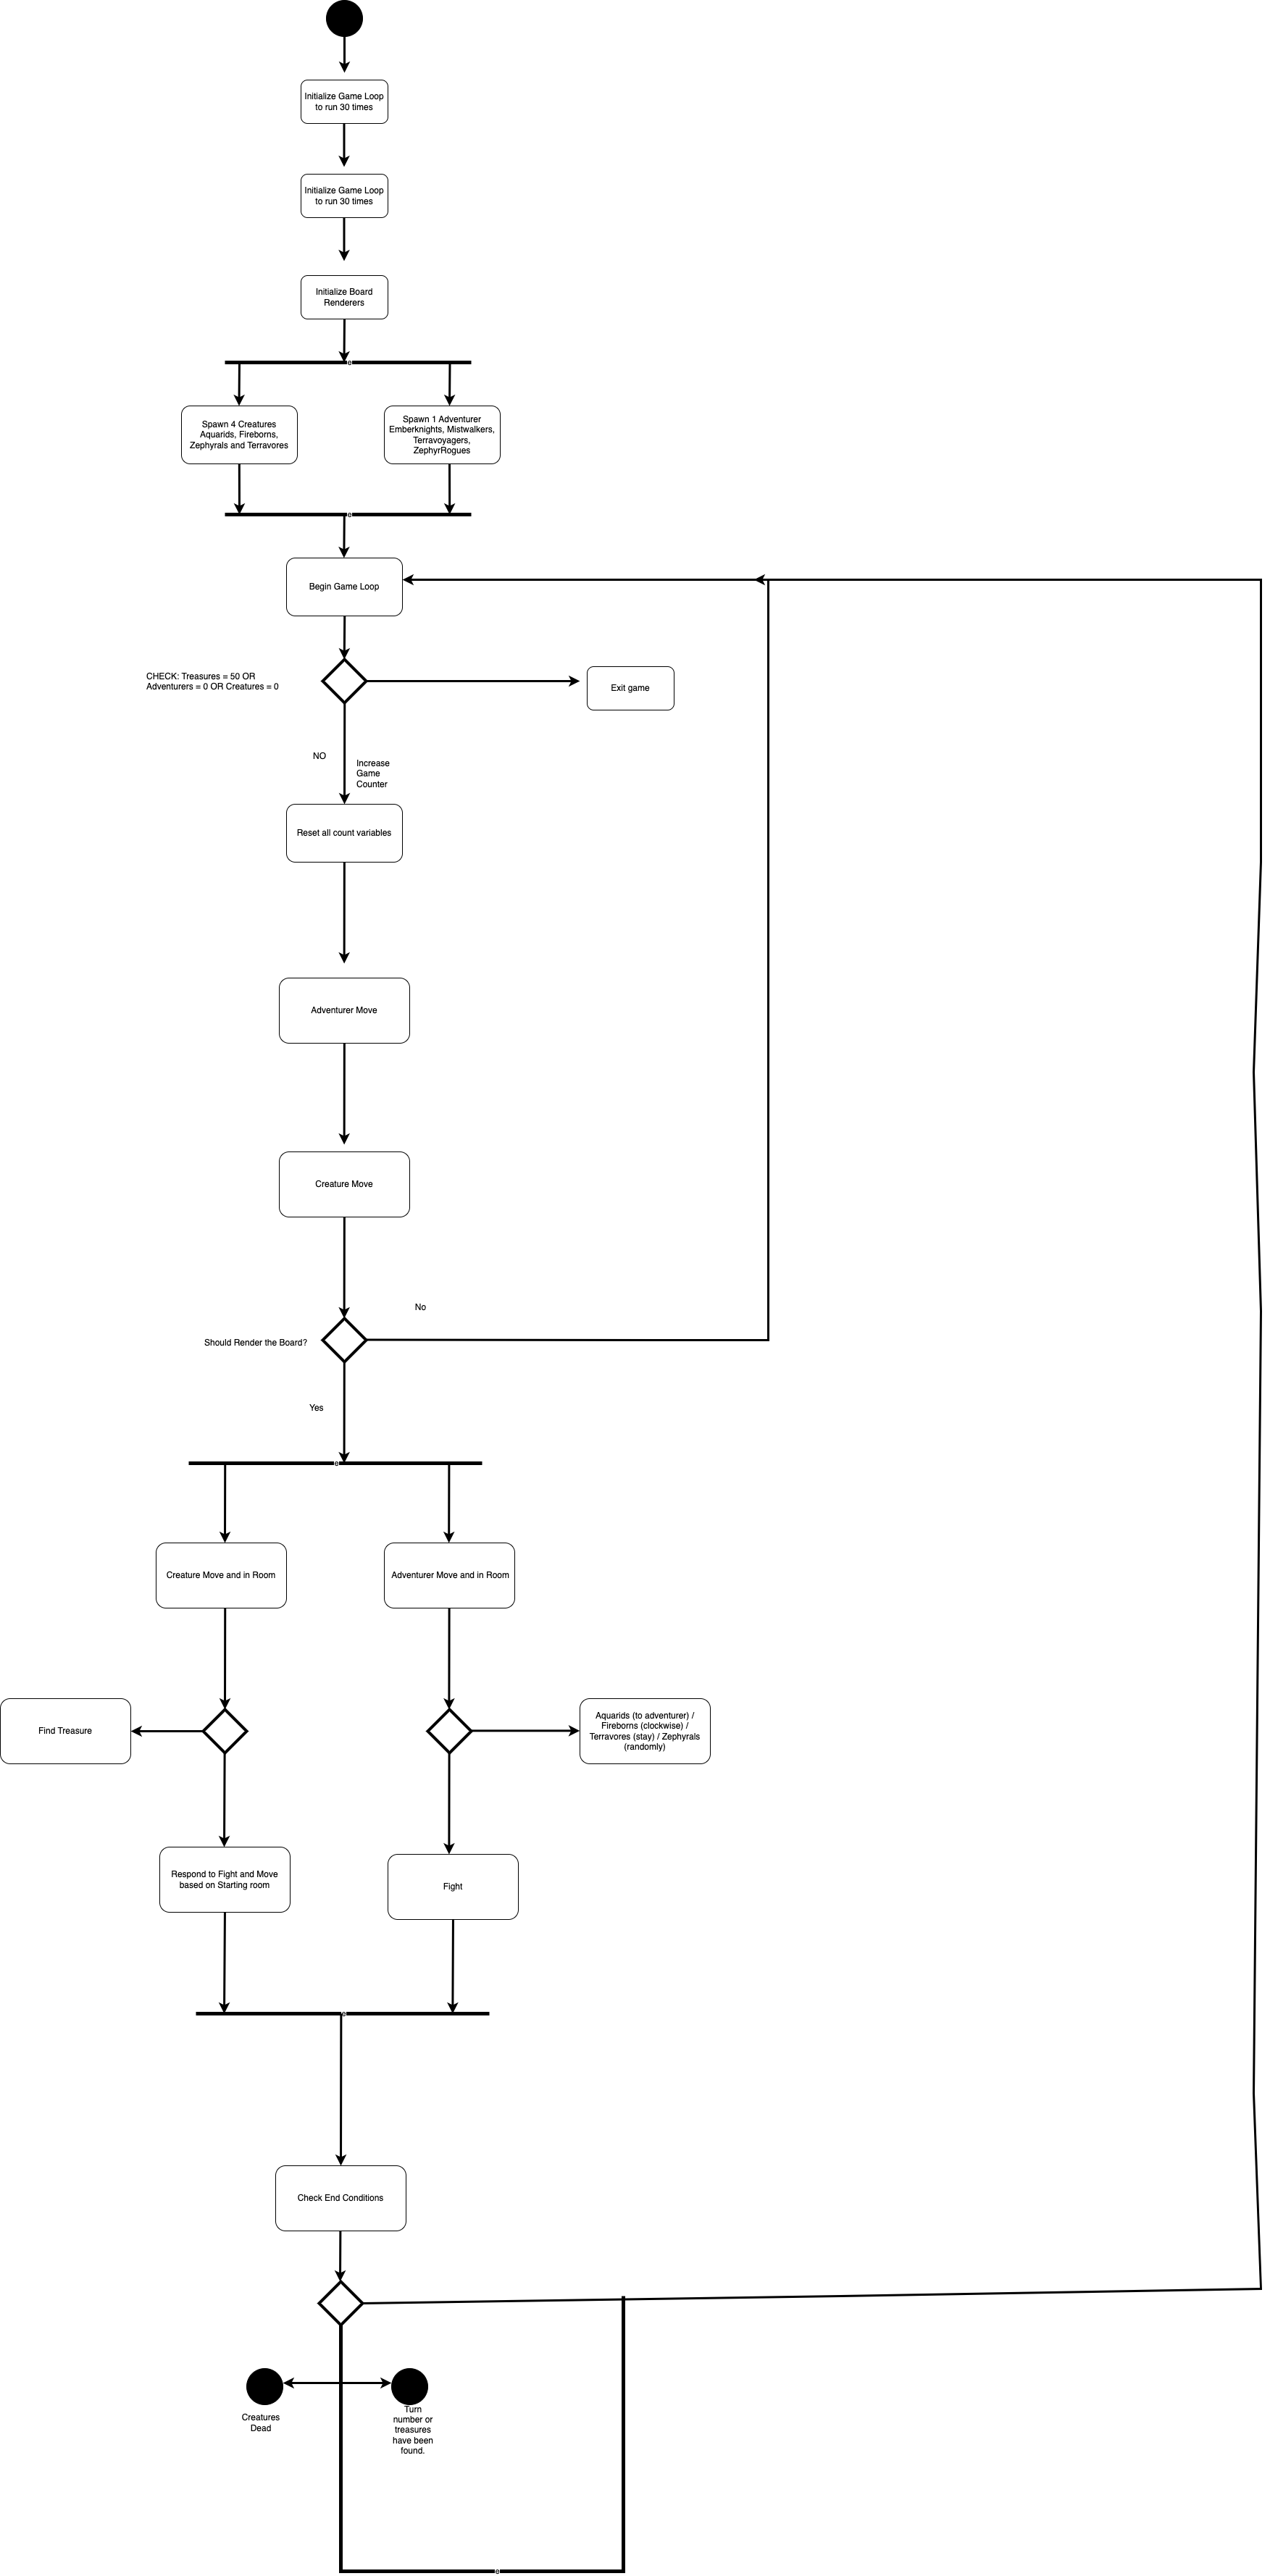 Initialize Game Loop
to run 30 times
Initialize Game Loop
to run 30 times
Initialize Board
Renderers
Spawn 4 Creatures
Aquarids, Fireborns,
Zephyrals and Terravores
Spawn 1 Adventurer
Emberknights, Mistwalkers,
Terravoyagers,
ZephyrRogues
Begin Game Loop
CHECK: Treasures = 50 OR
Adventurers = 0 OR Creatures = 0
Exit game
NO
Increase
Game
Counter
Reset all count variables
Adventurer Move
Creature Move
No
Should Render the Board?
Yes
Creature Move and in Room
Adventurer Move and in Room
Find Treasure
Aquarids (to adventurer) /
Fireborns (clockwise) /
Terravores (stay) / Zephyrals
(randomly)
Respond to Fight and Move
based on Starting room
Fight
Check End Conditions
Creatures
Dead
Turn
number or
treasures
have been
found.